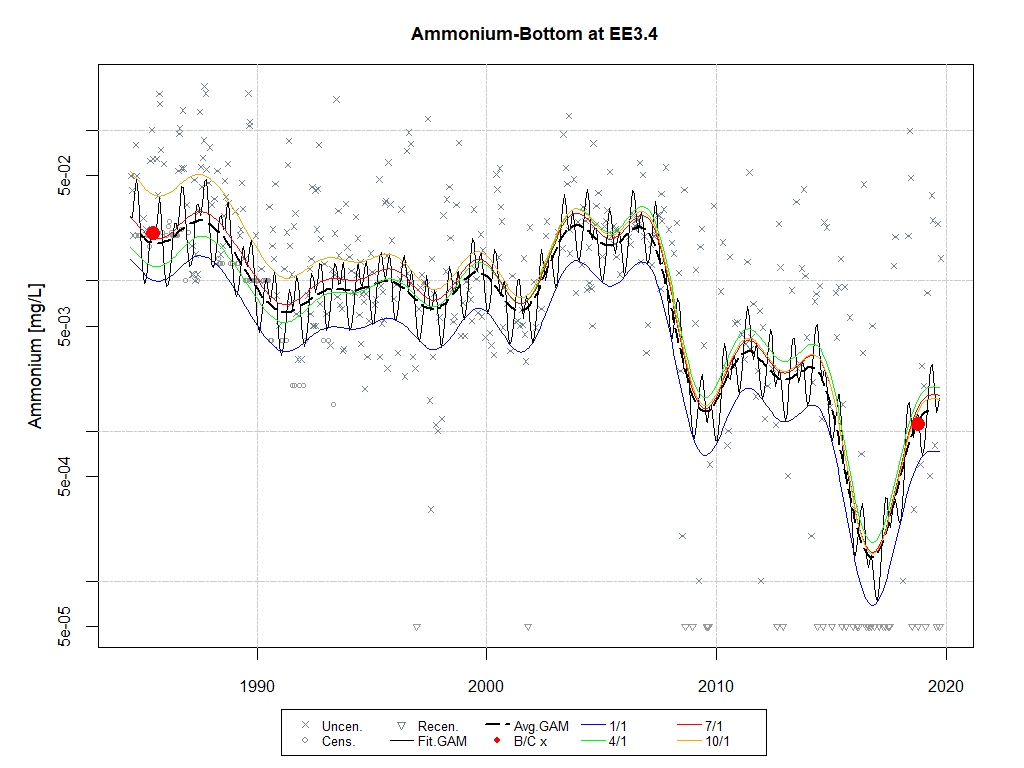 Ammonium-Bottom at EE3.4
Ammonium [mg/L]
5e-02
5e-03
5e-04
5e-05
1990 2000 2010 2020
Uncen. Recen. Avg.GAM 1/1 7/1
Cens. Fit.GAM B/C x 4/1 10/1